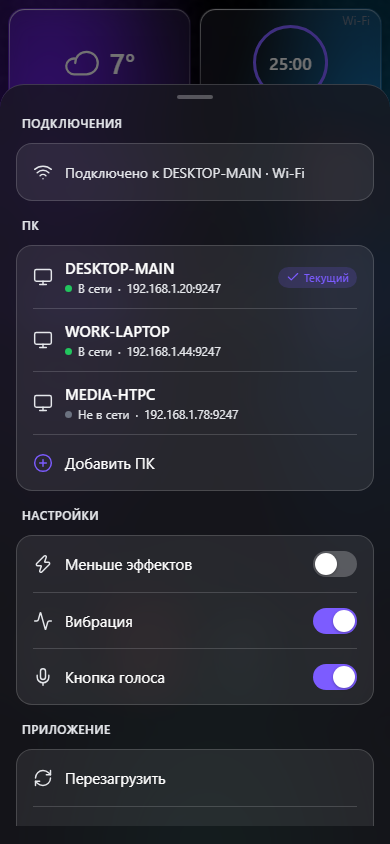 Wi-Fi
7°
25:00
ПОДКЛЮЧЕНИЯ
Подключено к DESKTOP-MAIN · Wi-Fi
ПК
DESKTOP-MAIN
В сети · 192.168.1.20:9247
Текущий
WORK-LAPTOP
В сети · 192.168.1.44:9247
MEDIA-HTPC
Не в сети · 192.168.1.78:9247
Добавить ПК
НАСТРОЙКИ
Меньше эффектов
Вибрация
Кнопка голоса
ПРИЛОЖЕНИЕ
Перезагрузить